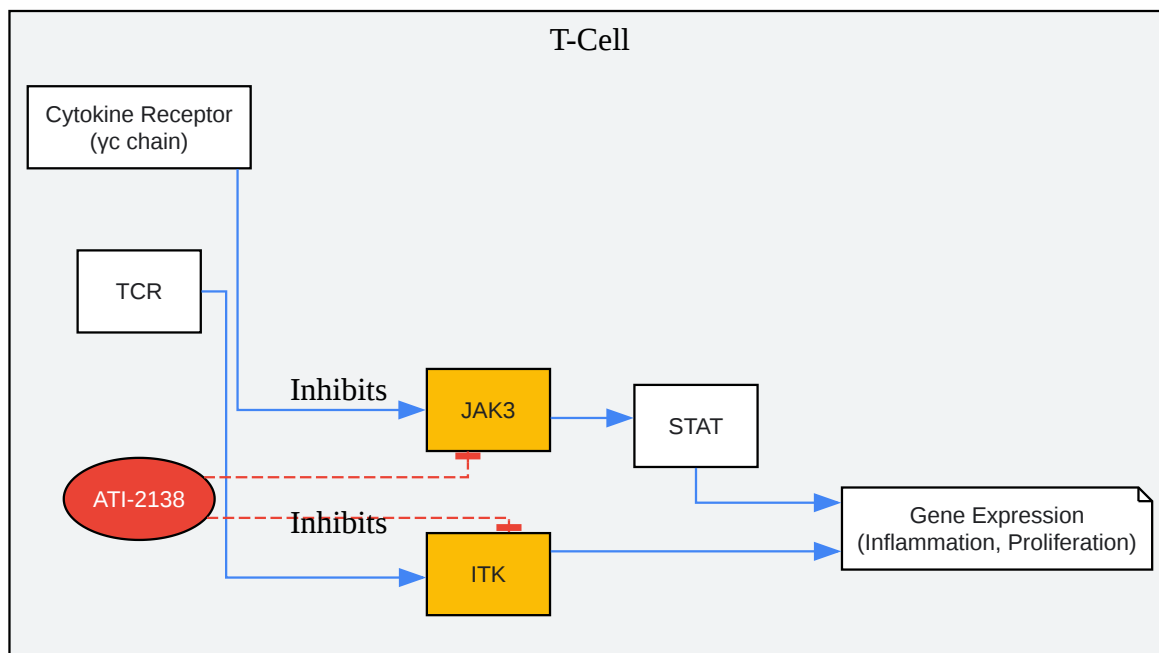 T-Cell
Cytokine Receptor
(γc chain)
TCR
Inhibits
JAK3
STAT
ATI-2138
Inhibits
Gene Expression
(Inflammation, Proliferation)
ITK